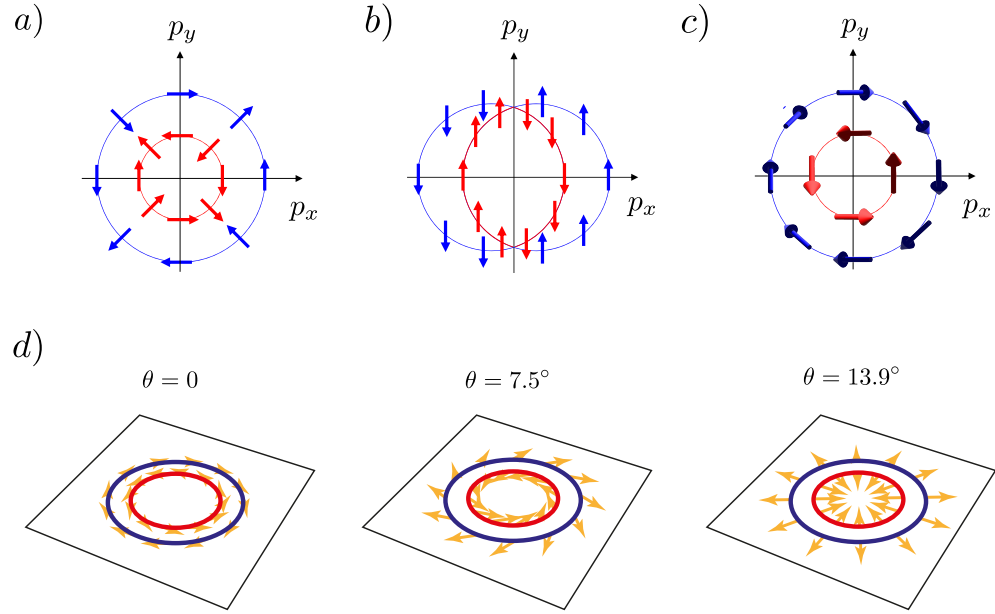 a)
b)
c)
p_y
p_y
p_y
p_x
p_x
p_x
d)
θ = 0
θ = 7.5°
θ = 13.9°